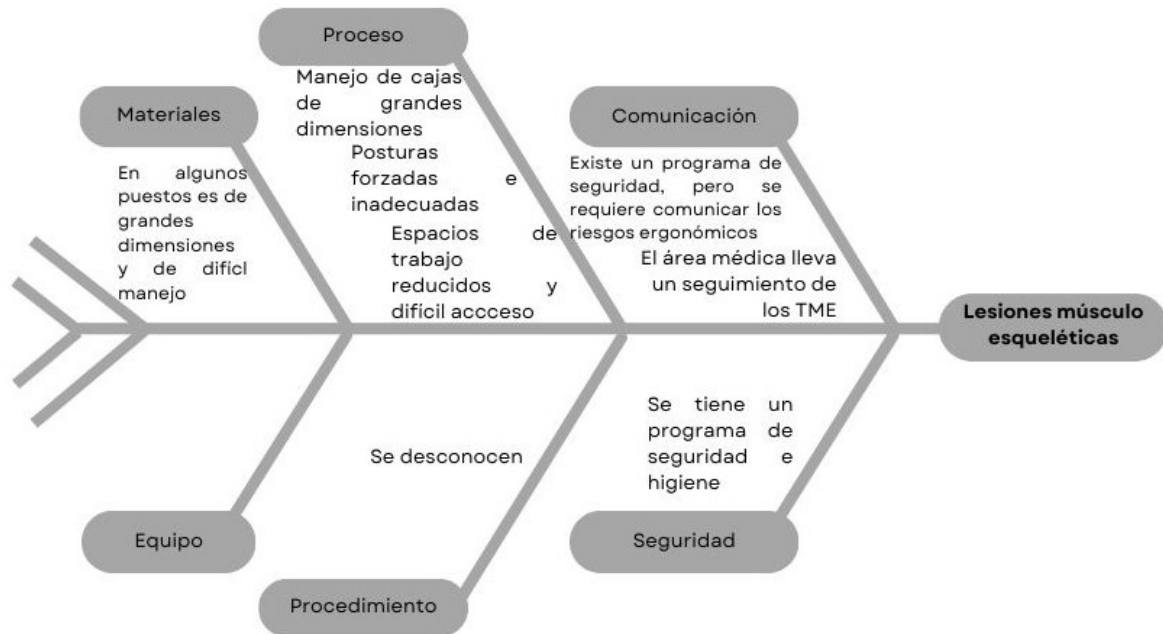 Proceso
Manejo de cajas
de grandes
dimensiones
Posturas
forzadas e
inadecuadas
Espacios de
trabajo
reducidos y
difícil accceso
Materiales
En algunos
puestos es de
grandes
dimensiones
y de difícl
manejo
Comunicación
Existe un programa de
seguridad, pero se
requiere comunicar los
riesgos ergonómicos
El área médica lleva
un seguimiento de
los TME
Lesiones músculo
esqueléticas
Se desconocen
Se tiene un
programa de
seguridad e
higiene
Equipo
Procedimiento
Seguridad